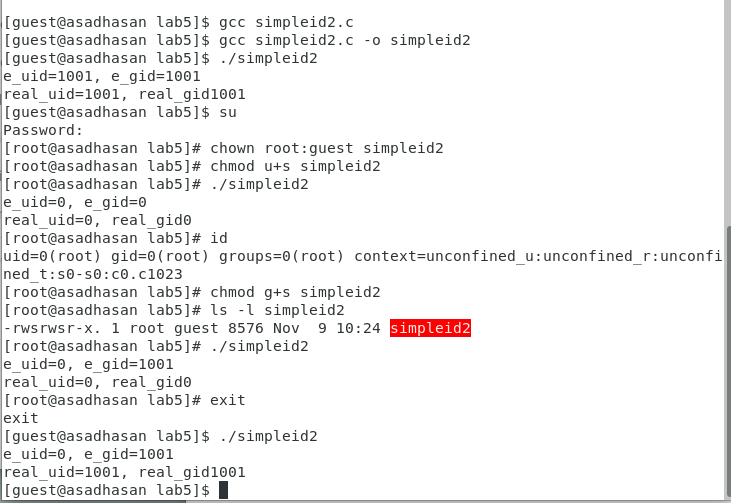 [guest@asadhasan lab5]$ gcc simpleid2.c
[guest@asadhasan lab5]$ gcc simpleid2.c -o simpleid2
[guest@asadhasan lab5]$ ./simpleid2
e_uid=1001, e_gid=1001
real_uid=1001, real_gid1001
[guest@asadhasan lab5]$ su
Password:
[root@asadhasan lab5]# chown root:guest simpleid2
[root@asadhasan lab5]# chmod u+s simpleid2
[root@asadhasan lab5]# ./simpleid2
e_uid=0, e_gid=0
real_uid=0, real_gid0
[root@asadhasan lab5]# id
uid=0(root) gid=0(root) groups=0(root) context=unconfined_u:unconfined_r:unconfi
ned_t:s0-s0:c0.c1023
[root@asadhasan lab5]# chmod g+s simpleid2
[root@asadhasan lab5]# ls -l simpleid2
-rwsrwsr-x. 1 root guest 8576 Nov  9 10:24 simpleid2
[root@asadhasan lab5]# ./simpleid2
e_uid=0, e_gid=1001
real_uid=0, real_gid0
[root@asadhasan lab5]# exit
exit
[guest@asadhasan lab5]$ ./simpleid2
e_uid=0, e_gid=1001
real_uid=1001, real_gid1001
[guest@asadhasan lab5]$